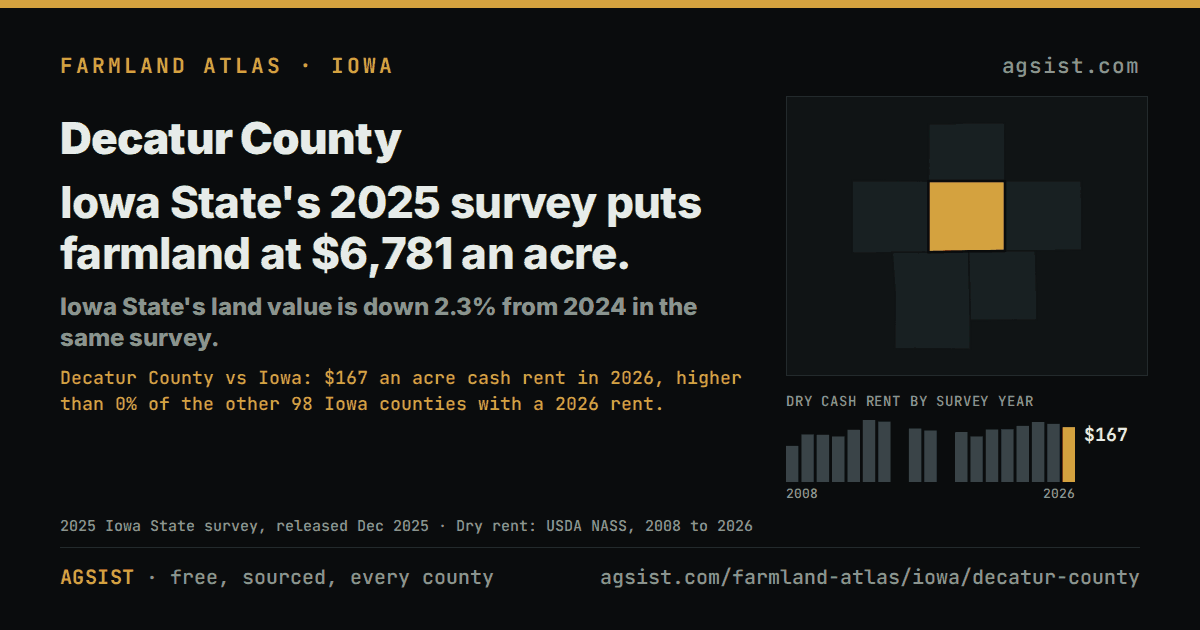 FARMLAND ATLAS · IOWA
agsist.com
Decatur County
Iowa State's 2025 survey puts
farmland at $6,781 an acre.
Iowa State's land value is down 2.3% from 2024 in the
same survey.
Decatur County vs Iowa: $167 an acre cash rent in 2026, higher
than 0% of the other 98 Iowa counties with a 2026 rent.
DRY CASH RENT BY SURVEY YEAR
$167
2008
2026
2025 Iowa State survey, released Dec 2025 · Dry rent: USDA NASS, 2008 to 2026
AGSIST · free, sourced, every county
agsist.com/farmland-atlas/iowa/decatur-county